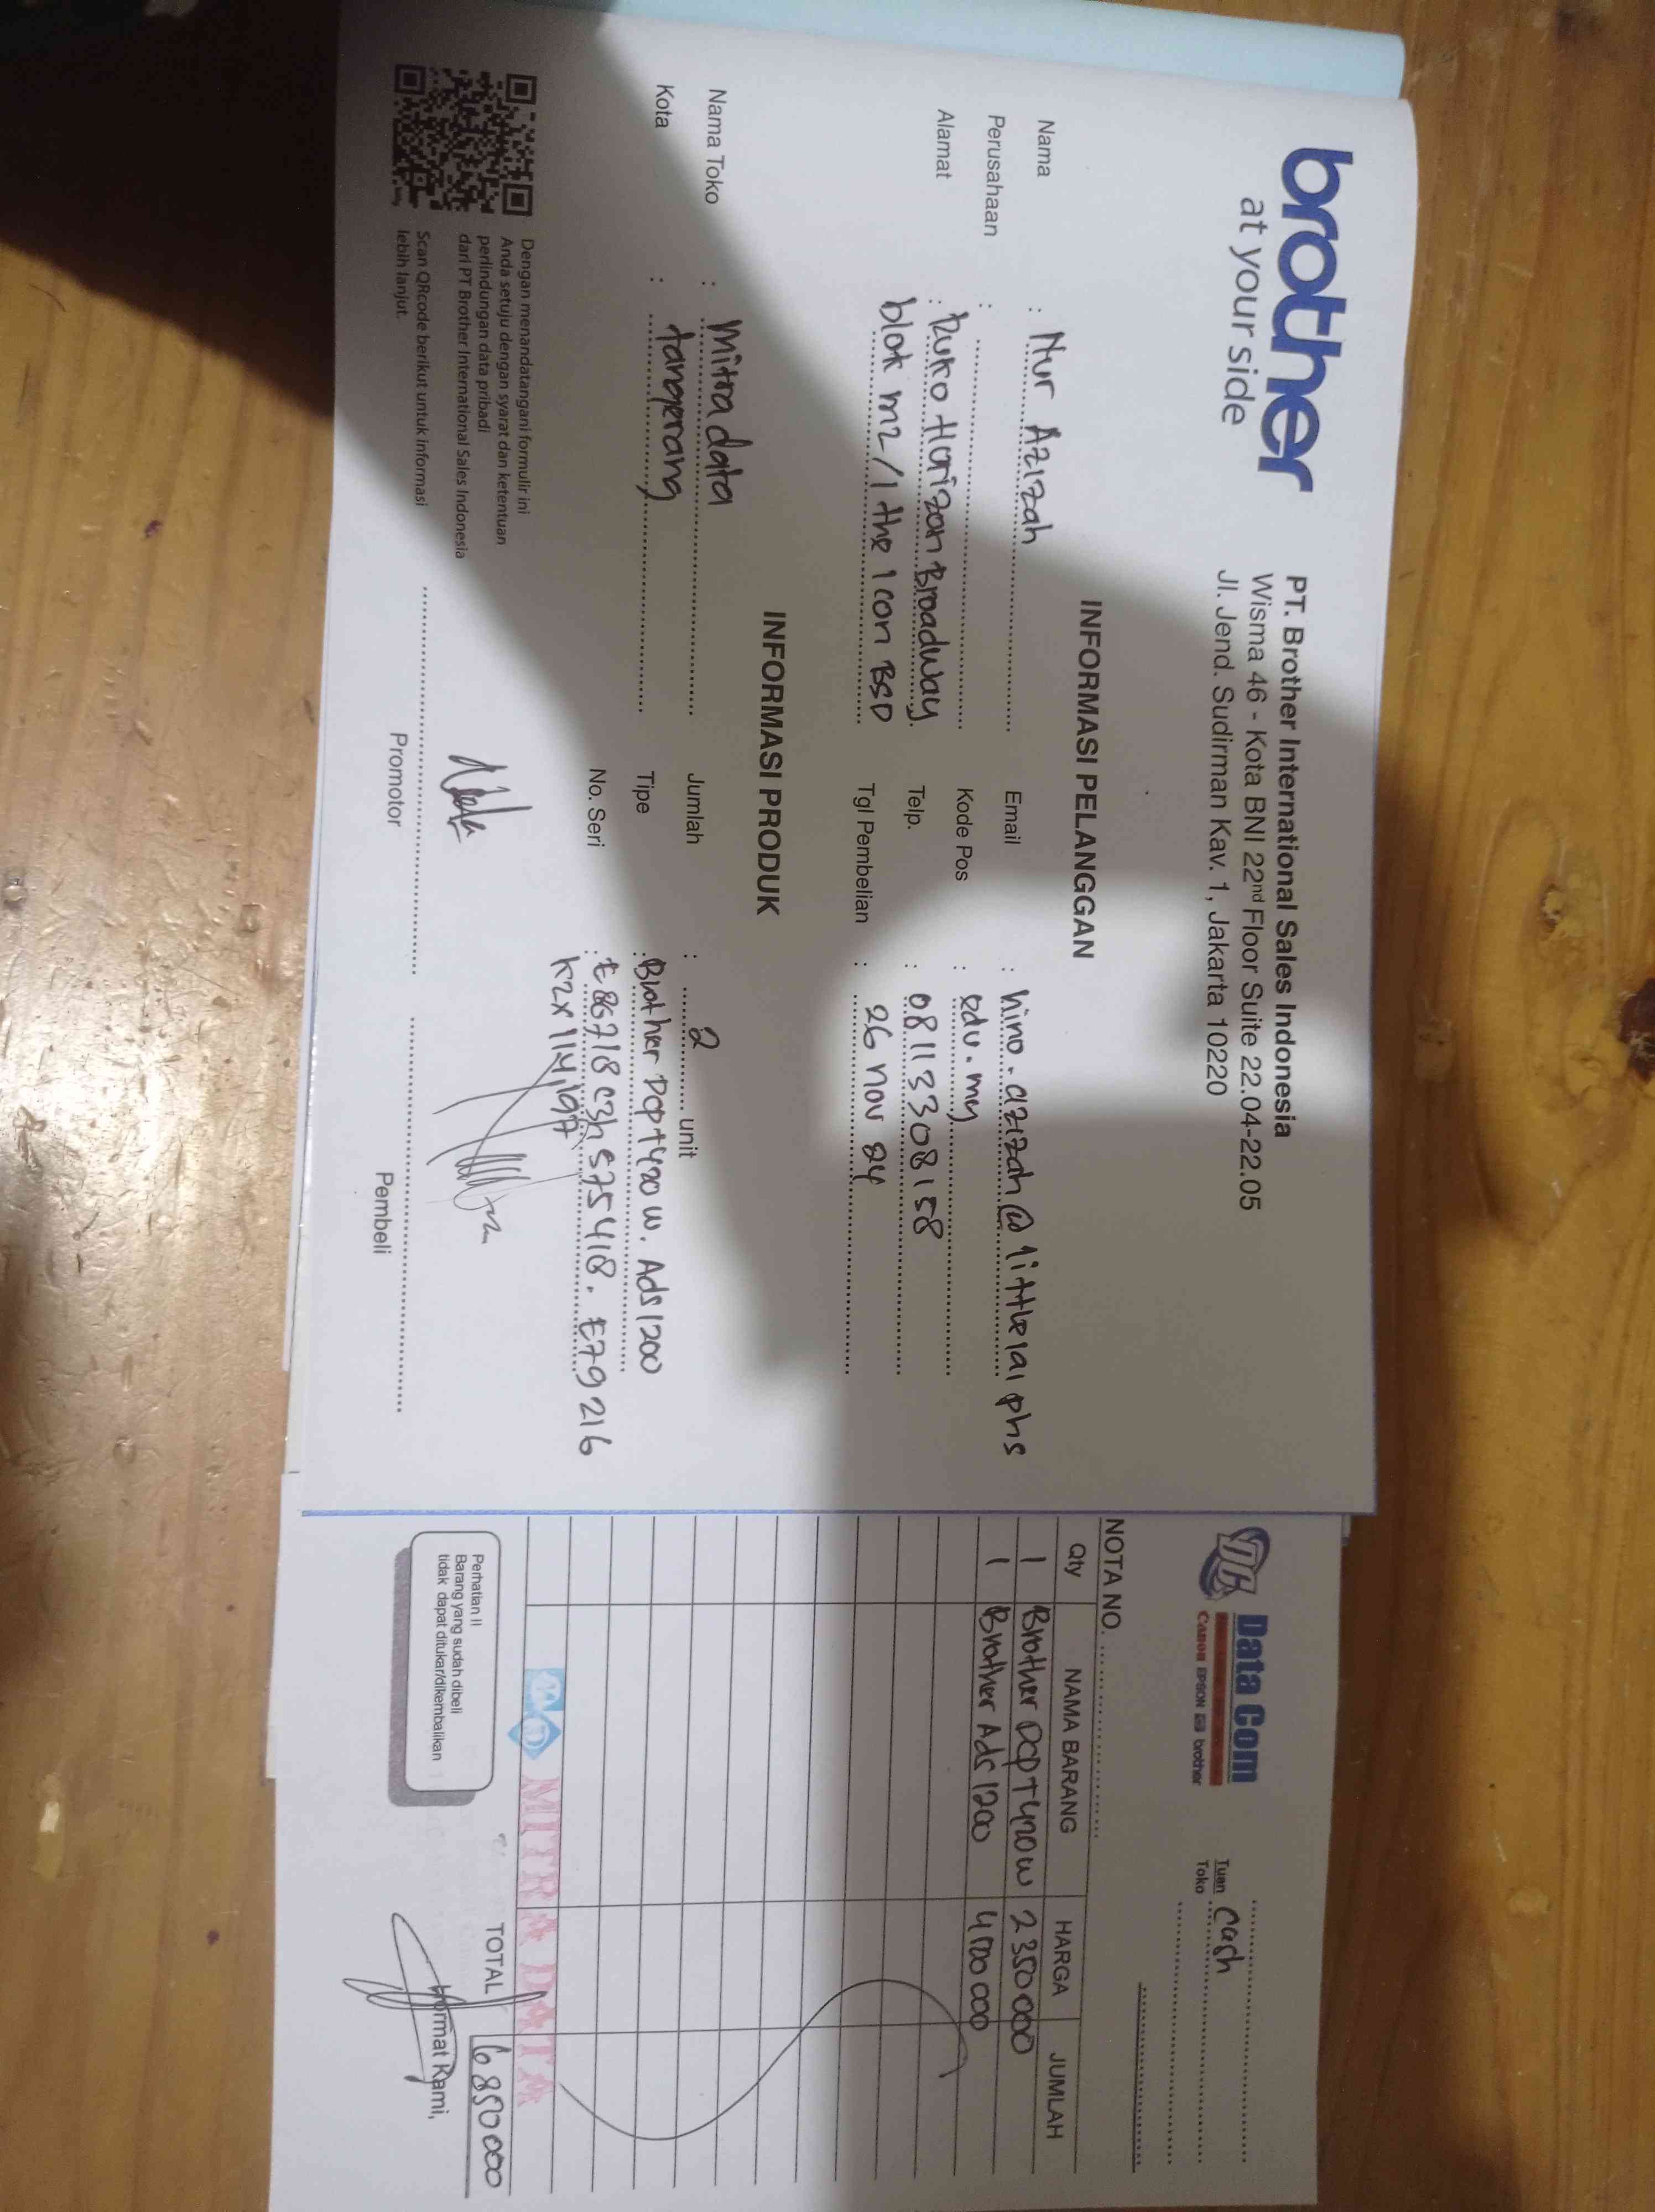 brother
at your side
PT. Brother International Sales Indonesia
Wisma 46 - Kota BNI 22nd Floor Suite 22.04-22.05
Jl. Jend. Sudirman Kav. 1, Jakarta 10220
INFORMASI PELANGGAN
Nama : Nur Azizah
Perusahaan :
Alamat : Ruko Horizon Broadway
blok m2/1 the 1con BSD
Email : hino.azizah@littlelaiphs
Kode Pos : edu.my
Telp. : 08113308158
Tgl Pembelian : 26 nov 24
INFORMASI PRODUK
Nama Toko : mitra data
Kota : tangerang
Jumlah : 2 unit
Tipe : Brother Dcp t420 w. Ads 1200
No. Seri : E86718C3H575418. E79216
K2X114197
Dengan menandatangani formulir ini
Anda setuju dengan syarat dan ketentuan
perlindungan data pribadi
dari PT Brother International Sales Indonesia
Scan QRcode berikut untuk informasi
lebih lanjut.
Promotor
Pembeli
Data Com
CANON EPSON brother
Tuan
Toko cash
NOTA NO.
Qty NAMA BARANG HARGA JUMLAH
1 Brother Dcp t420w 2350000
1 Brother Ads 1200 4500000
MITRA DATA
TOTAL 6850000
Perhatian !!
Barang yang sudah dibeli
tidak dapat ditukar/dikembalikan
Hormat Kami,